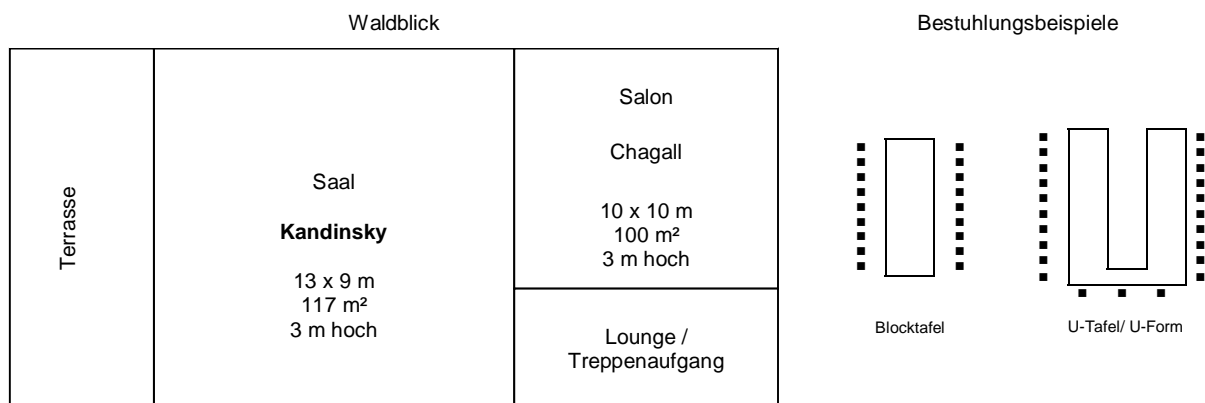 Waldblick
Bestuhlungsbeispiele
Terrasse
Saal
Kandinsky
13 x 9 m
117 m²
3 m hoch
Salon
Chagall
10 x 10 m
100 m²
3 m hoch
Lounge /
Treppenaufgang
Blocktafel
U-Tafel/ U-Form